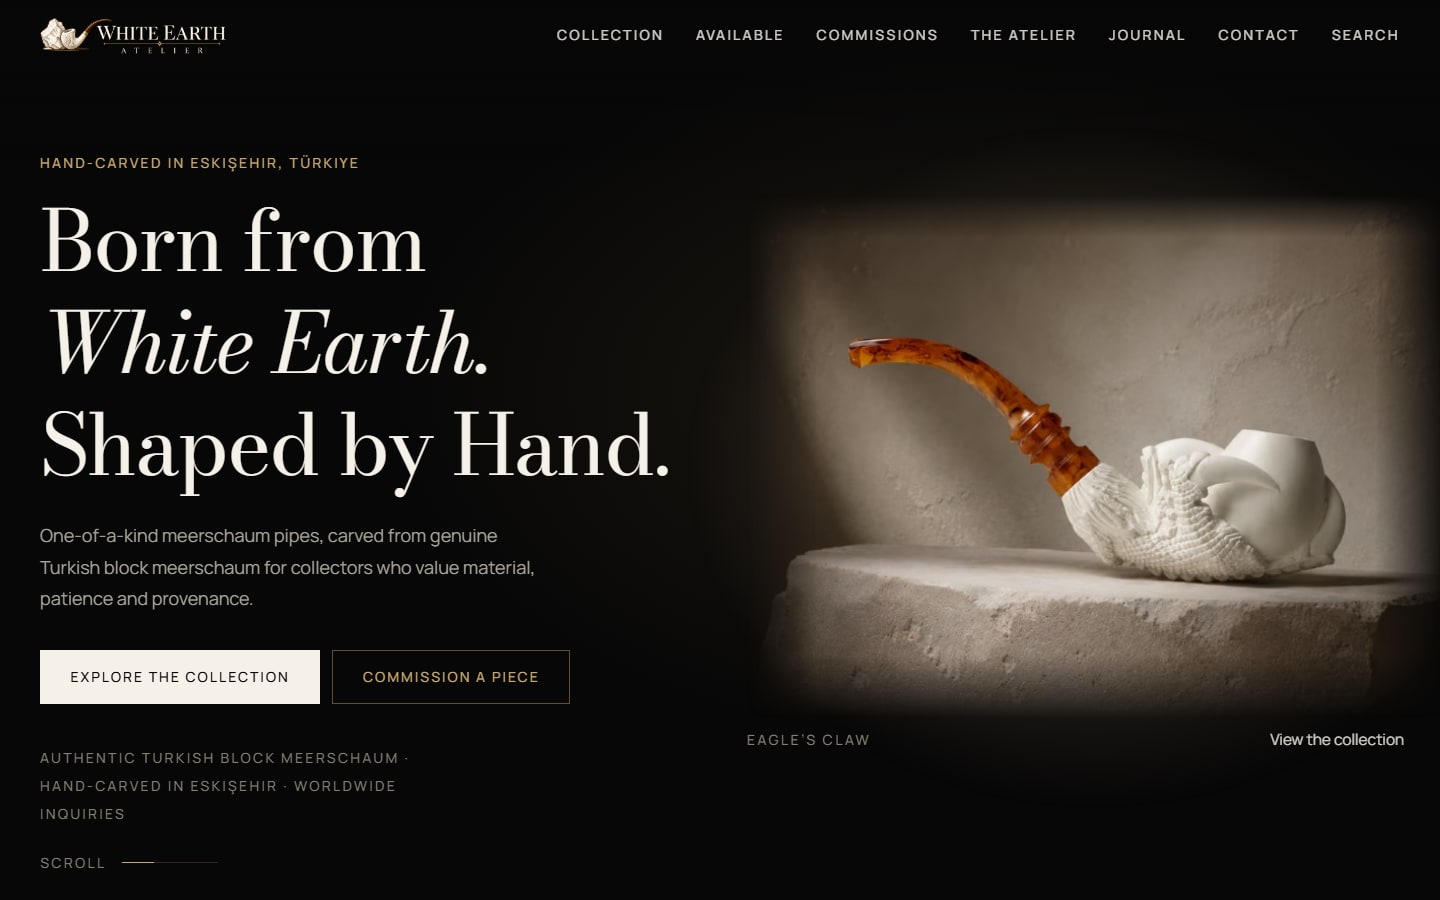 WHITE EARTH
ATELIER
COLLECTION
AVAILABLE
COMMISSIONS
THE ATELIER
JOURNAL
CONTACT
SEARCH
HAND-CARVED IN ESKIŞEHIR, TÜRKIYE
Born from
White Earth.
Shaped by Hand.
One-of-a-kind meerschaum pipes, carved from genuine
Turkish block meerschaum for collectors who value material,
patience and provenance.
EXPLORE THE COLLECTION
COMMISSION A PIECE
AUTHENTIC TURKISH BLOCK MEERSCHAUM ·
HAND-CARVED IN ESKIŞEHIR · WORLDWIDE
INQUIRIES
SCROLL
EAGLE’S CLAW
View the collection